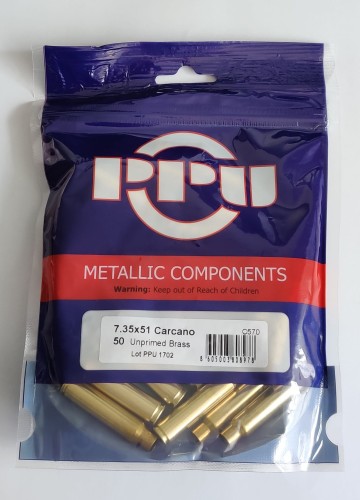 PPU
METALLIC COMPONENTS
Warning: Keep out of Reach of Children
7.35x51 Carcano C570
50 Unprimed Brass
Lot PPU 1702
8605003808978